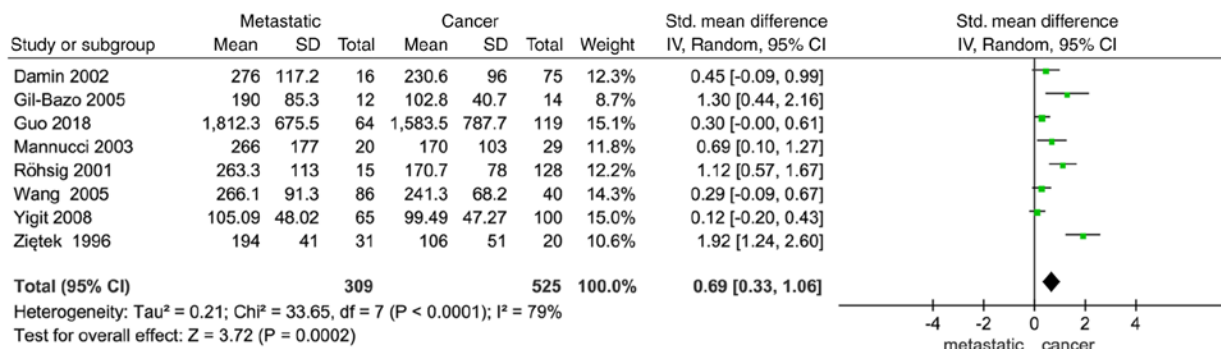 Metastatic Cancer Std. mean difference Std. mean difference
Study or subgroup Mean SD Total Mean SD Total Weight IV, Random, 95% CI IV, Random, 95% CI
Damin 2002 276 117.2 16 230.6 96 75 12.3% 0.45 [-0.09, 0.99]
Gil-Bazo 2005 190 85.3 12 102.8 40.7 14 8.7% 1.30 [0.44, 2.16]
Guo 2018 1,812.3 675.5 64 1,583.5 787.7 119 15.1% 0.30 [-0.00, 0.61]
Mannucci 2003 266 177 20 170 103 29 11.8% 0.69 [0.10, 1.27]
Röhsig 2001 263.3 113 15 170.7 78 128 12.2% 1.12 [0.57, 1.67]
Wang 2005 266.1 91.3 86 241.3 68.2 40 14.3% 0.29 [-0.09, 0.67]
Yigit 2008 105.09 48.02 65 99.49 47.27 100 15.0% 0.12 [-0.20, 0.43]
Ziętek 1996 194 41 31 106 51 20 10.6% 1.92 [1.24, 2.60]
Total (95% CI) 309 525 100.0% 0.69 [0.33, 1.06]
Heterogeneity: Tau² = 0.21; Chi² = 33.65, df = 7 (P < 0.0001); I² = 79%
Test for overall effect: Z = 3.72 (P = 0.0002)
-4 -2 0 2 4
metastatic cancer